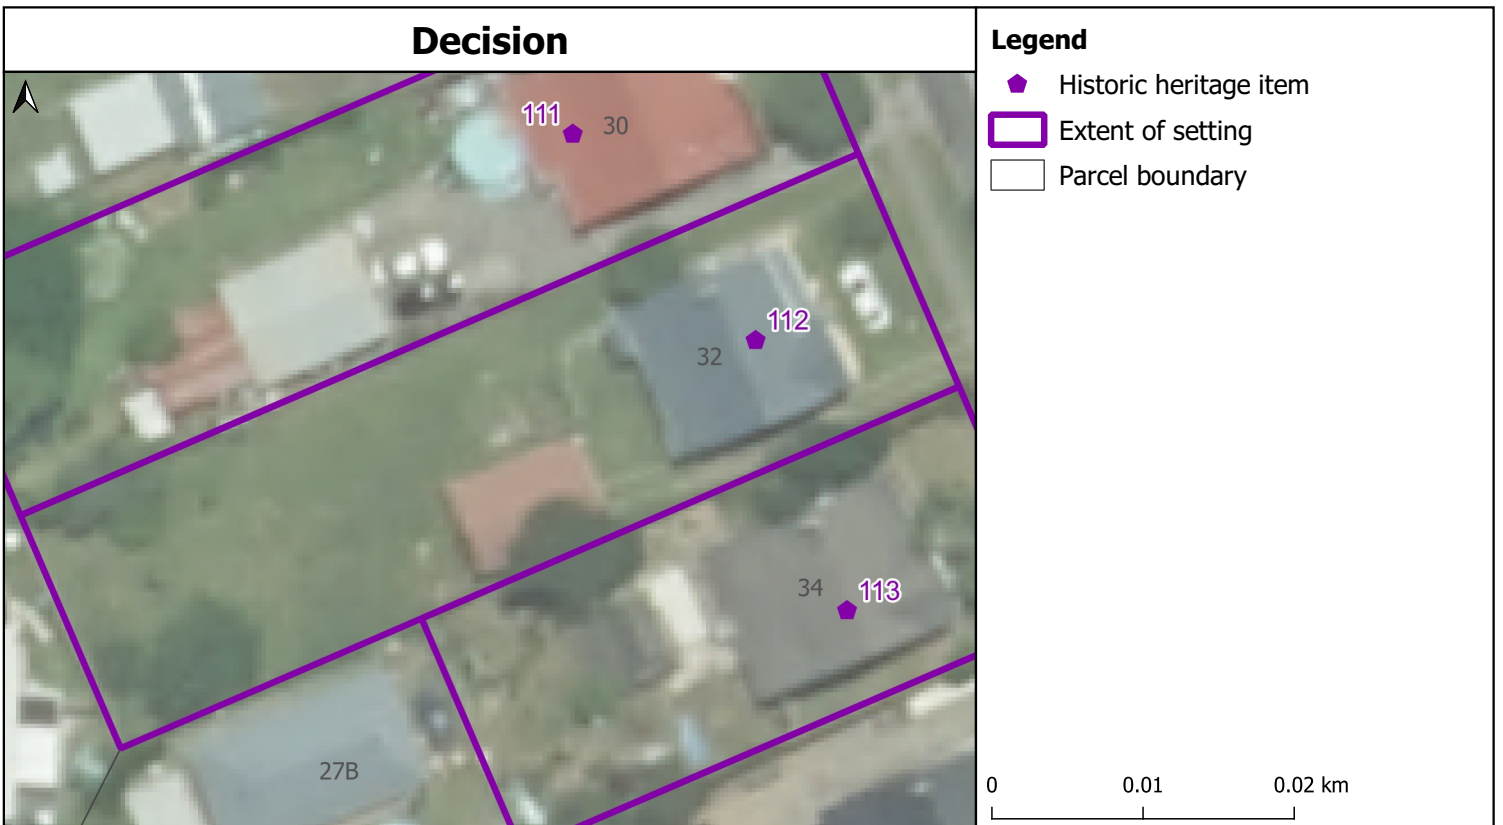 Decision
111
30
112
32
34
113
27B
Legend
Historic heritage item
Extent of setting
Parcel boundary
0 0.01 0.02 km